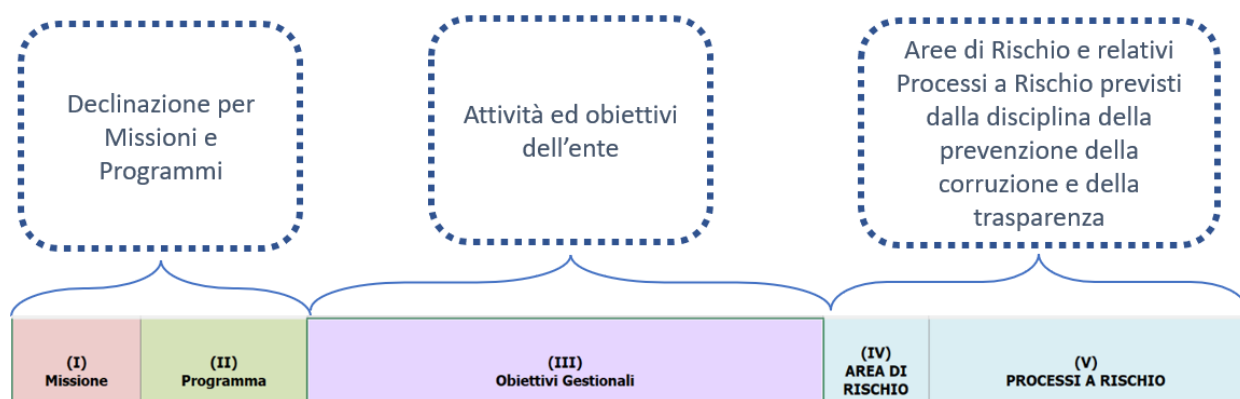 Declinazione per
Missioni e
Programmi
Attività ed obiettivi
dell’ente
Aree di Rischio e relativi
Processi a Rischio previsti
dalla disciplina della
prevenzione della
corruzione e della
trasparenza
(I)
Missione
(II)
Programma
(III)
Obiettivi Gestionali
(IV)
AREA DI
RISCHIO
(V)
PROCESSI A RISCHIO